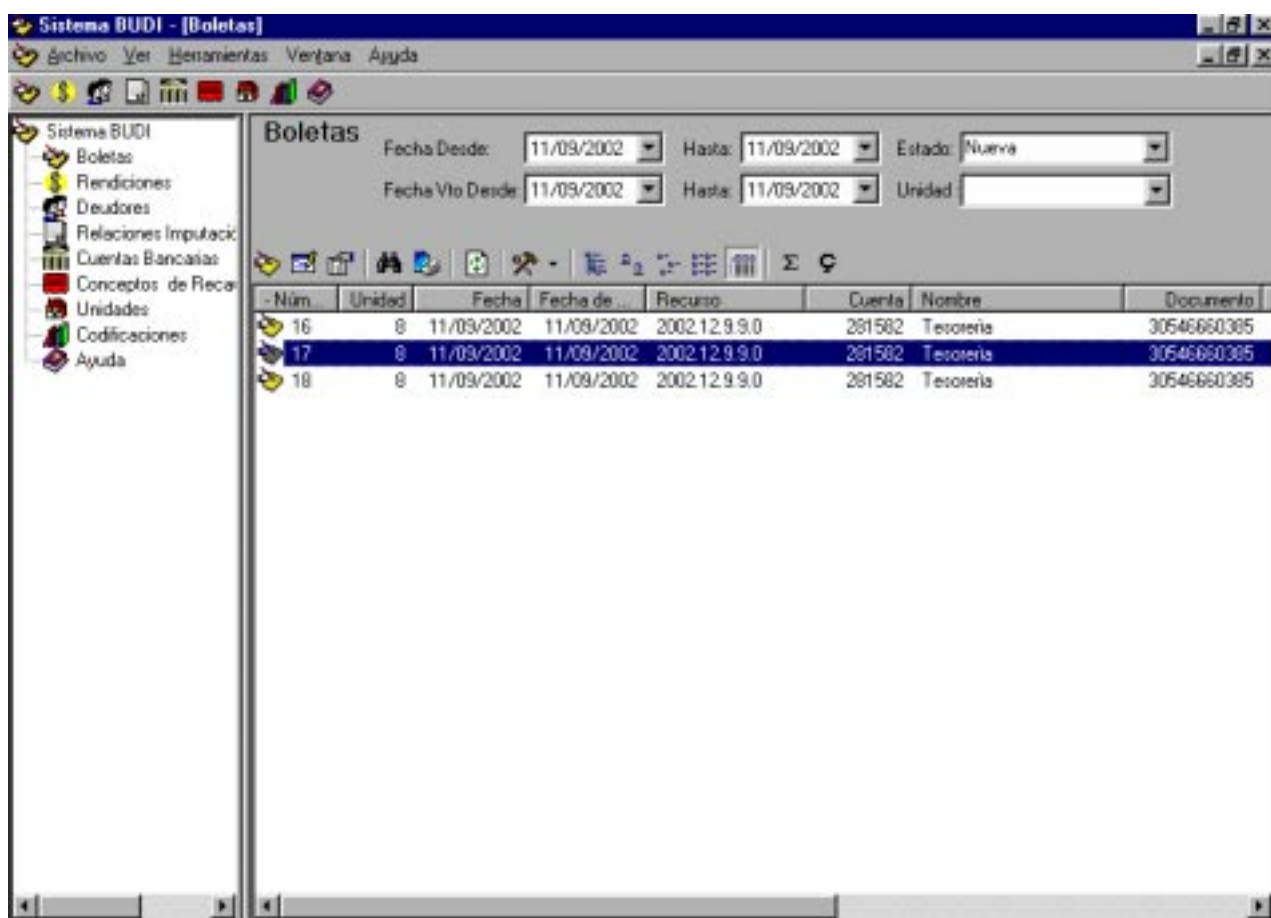 Sistema BUDI - [Boletas]
Archivo Ver Herramientas Ventana Ayuda
Sistema BUDI
Boletas
Rendiciones
Deudores
Relaciones Imputacic
Cuentas Bancarias
Conceptos de Reca
Unidades
Codificaciones
Ayuda
Boletas
Fecha Desde: 11/09/2002 Hasta: 11/09/2002 Estado: Nueva
Fecha Vto Desde: 11/09/2002 Hasta: 11/09/2002 Unidad:
Σ Ç
- Núm... Unidad Fecha Fecha de ... Recurso Cuenta Nombre Documento
16 8 11/09/2002 11/09/2002 2002.12.9.9.0 281582 Tesorería 30546660385
17 8 11/09/2002 11/09/2002 2002.12.9.9.0 281582 Tesorería 30546660385
18 8 11/09/2002 11/09/2002 2002.12.9.9.0 281582 Tesorería 30546660385